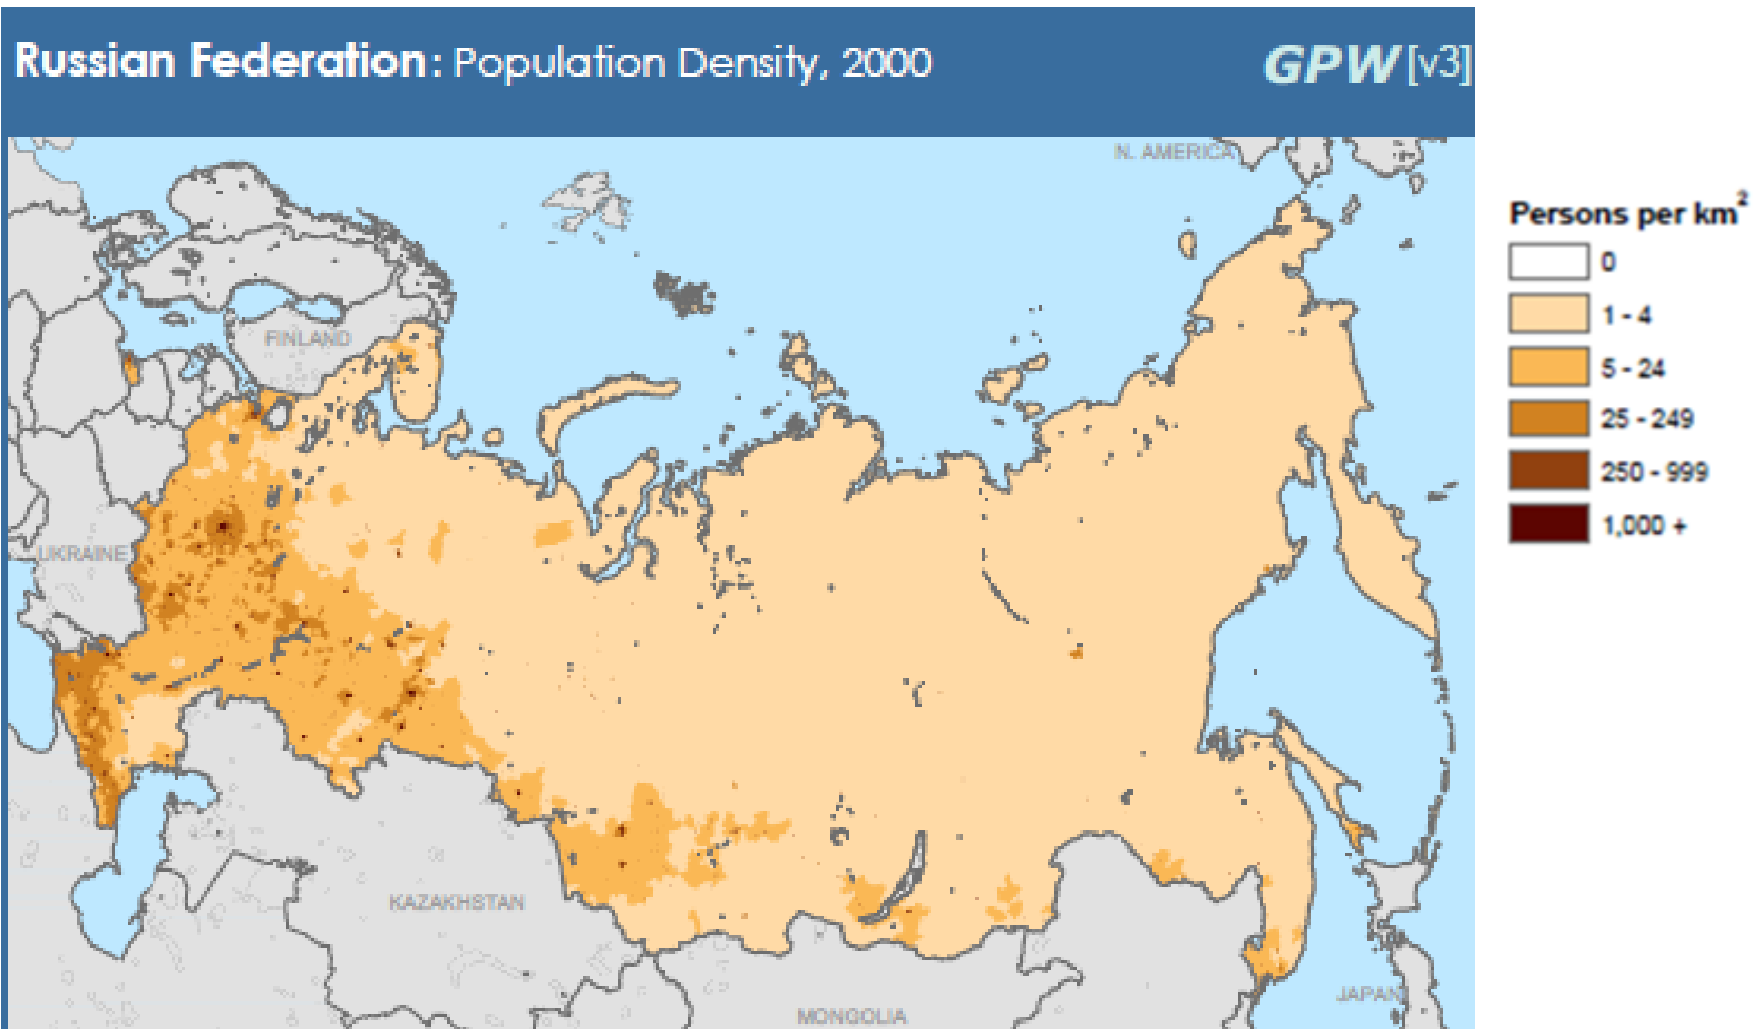 Russian Federation: Population Density, 2000
GPW [v3]
N. AMERICA
Persons per km²
0
1 - 4
5 - 24
25 - 249
250 - 999
1,000 +
FINLAND
UKRAINE
KAZAKHSTAN
MONGOLIA
JAPAN